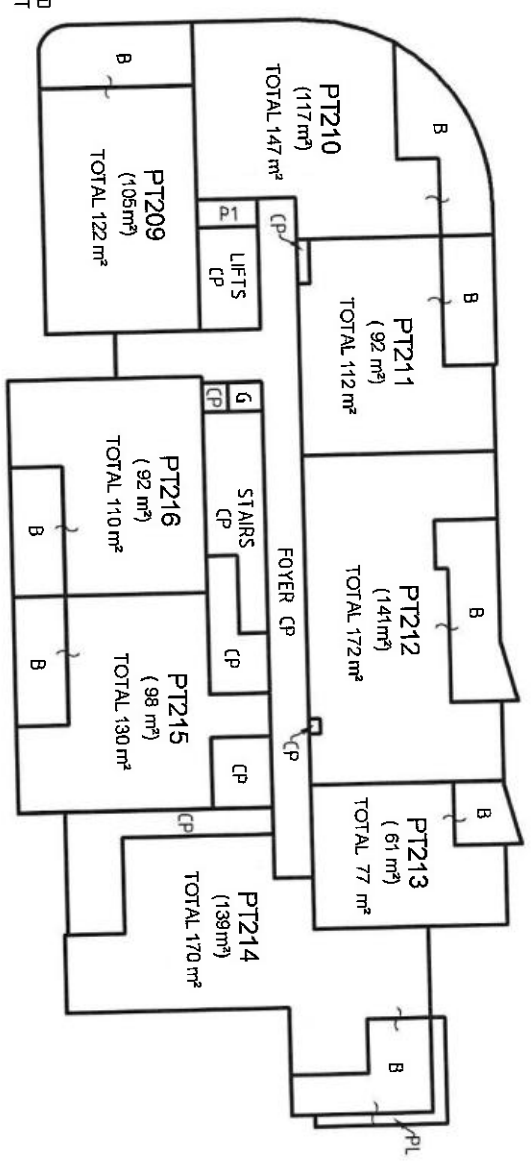 D
T
B
PT209
(105m²)
TOTAL 122 m²
PT210
(117 m²)
TOTAL 147 m²
B
P1
LIFTS
CP
CP
B
PT211
( 92 m²)
TOTAL 112 m²
CP
G
STAIRS
CP
PT216
( 92 m²)
TOTAL 110 m²
B
FOYER CP
PT212
(141m²)
TOTAL 172 m²
B
CP
CP
PT215
( 98 m²)
TOTAL 130 m²
B
CP
CP
PT213
( 61 m²)
TOTAL 77 m²
B
PT214
(139m²)
TOTAL 170 m²
B
PL